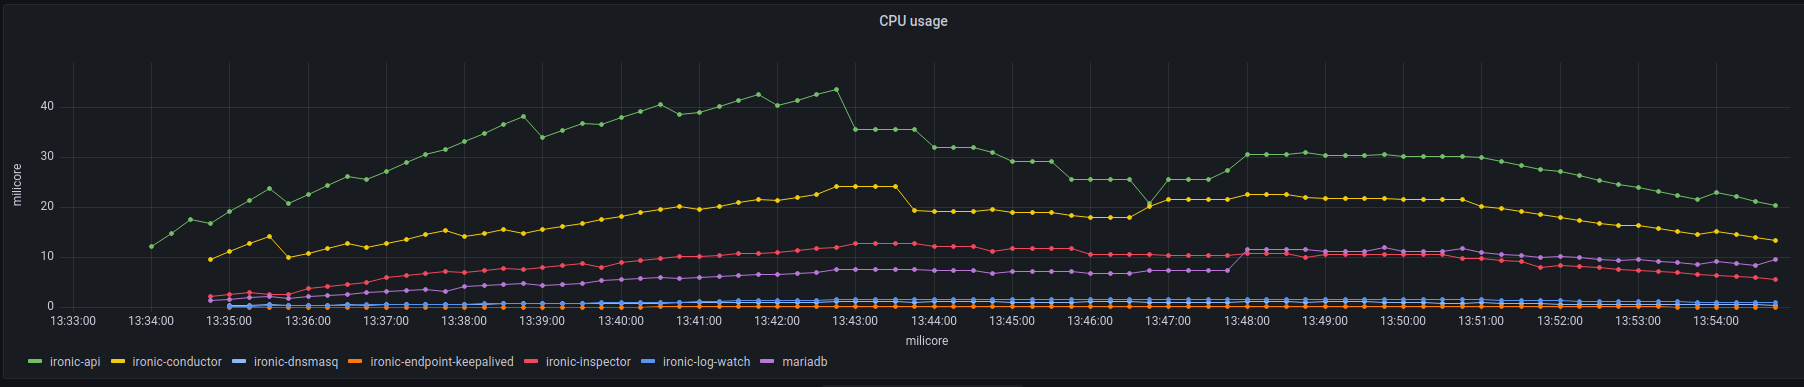 CPU usage
40
30
20
10
0
milicore
13:33:00 13:34:00 13:35:00 13:36:00 13:37:00 13:38:00 13:39:00 13:40:00 13:41:00 13:42:00 13:43:00 13:44:00 13:45:00 13:46:00 13:47:00 13:48:00 13:49:00 13:50:00 13:51:00 13:52:00 13:53:00 13:54:00
milicore
ironic-api ironic-conductor ironic-dnsmasq ironic-endpoint-keepalived ironic-inspector ironic-log-watch mariadb